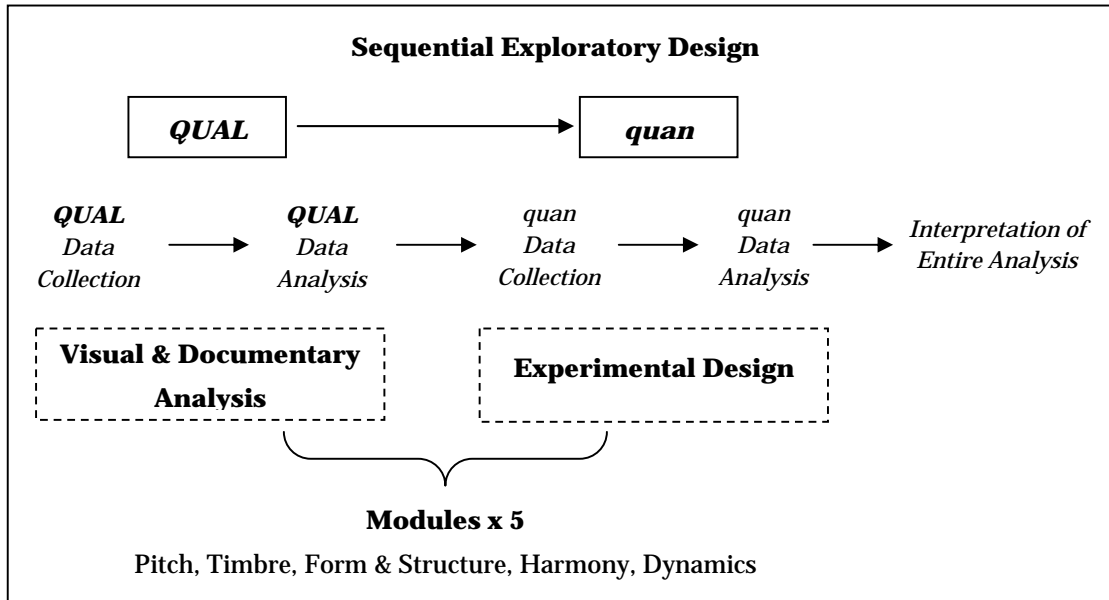 Sequential Exploratory Design
QUAL
quan
QUAL
Data
Collection
QUAL
Data
Analysis
quan
Data
Collection
quan
Data
Analysis
Interpretation of
Entire Analysis
Visual & Documentary
Analysis
Experimental Design
Modules x 5
Pitch, Timbre, Form & Structure, Harmony, Dynamics